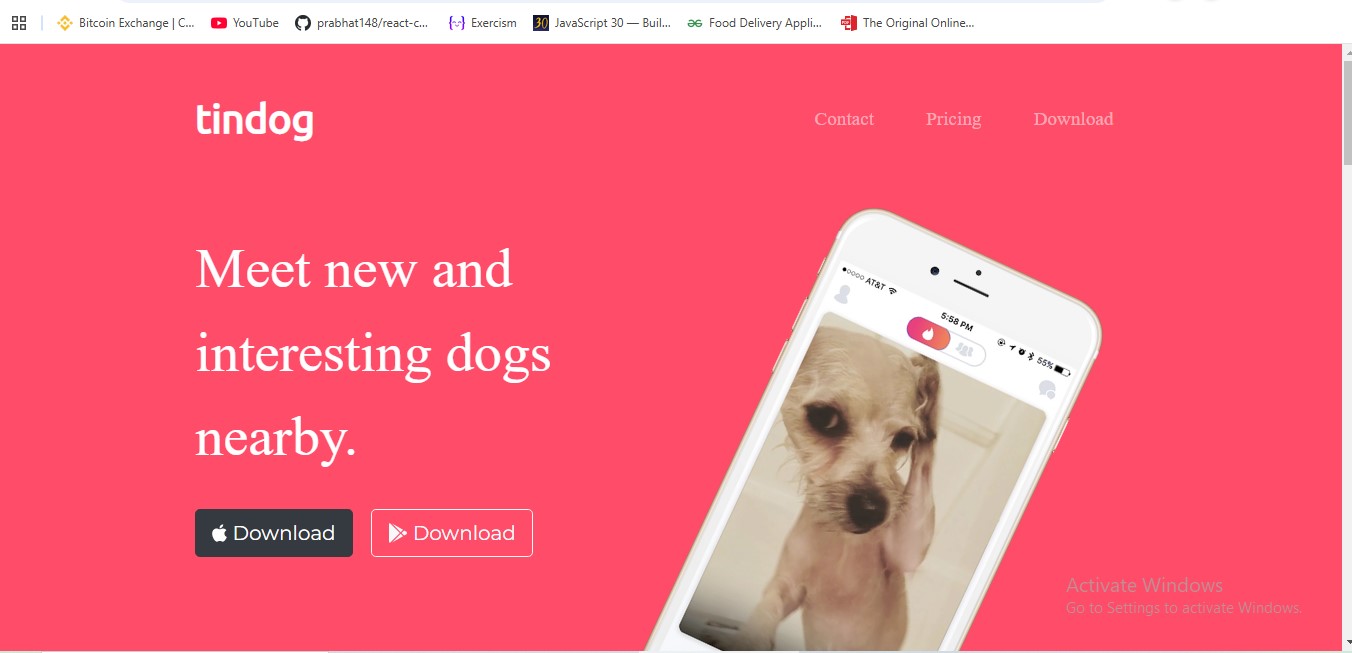 Bitcoin Exchange | C... YouTube prabhat148/react-c... Exercism 30 JavaScript 30 — Buil... Food Delivery Appli... The Original Online...
tindog
Contact Pricing Download
Meet new and
interesting dogs
nearby.
Download Download
AT&T 5:58 PM 55%
Activate Windows
Go to Settings to activate Windows.